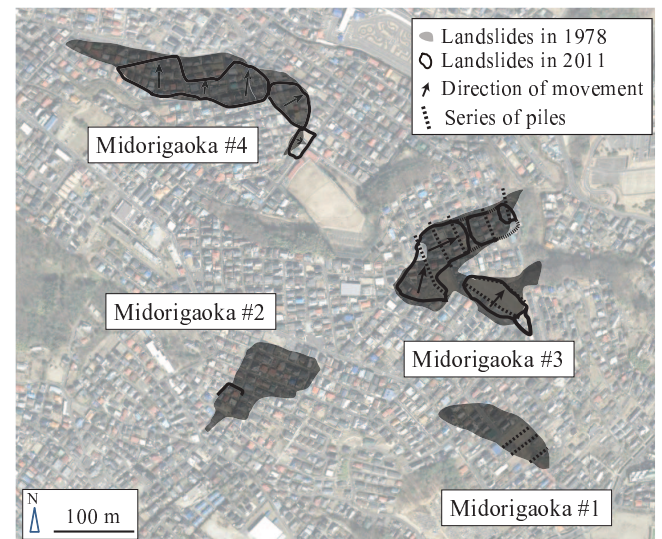 Landslides in 1978
Landslides in 2011
Direction of movement
Series of piles
Midorigaoka #4
Midorigaoka #2
Midorigaoka #3
Midorigaoka #1
N
100 m